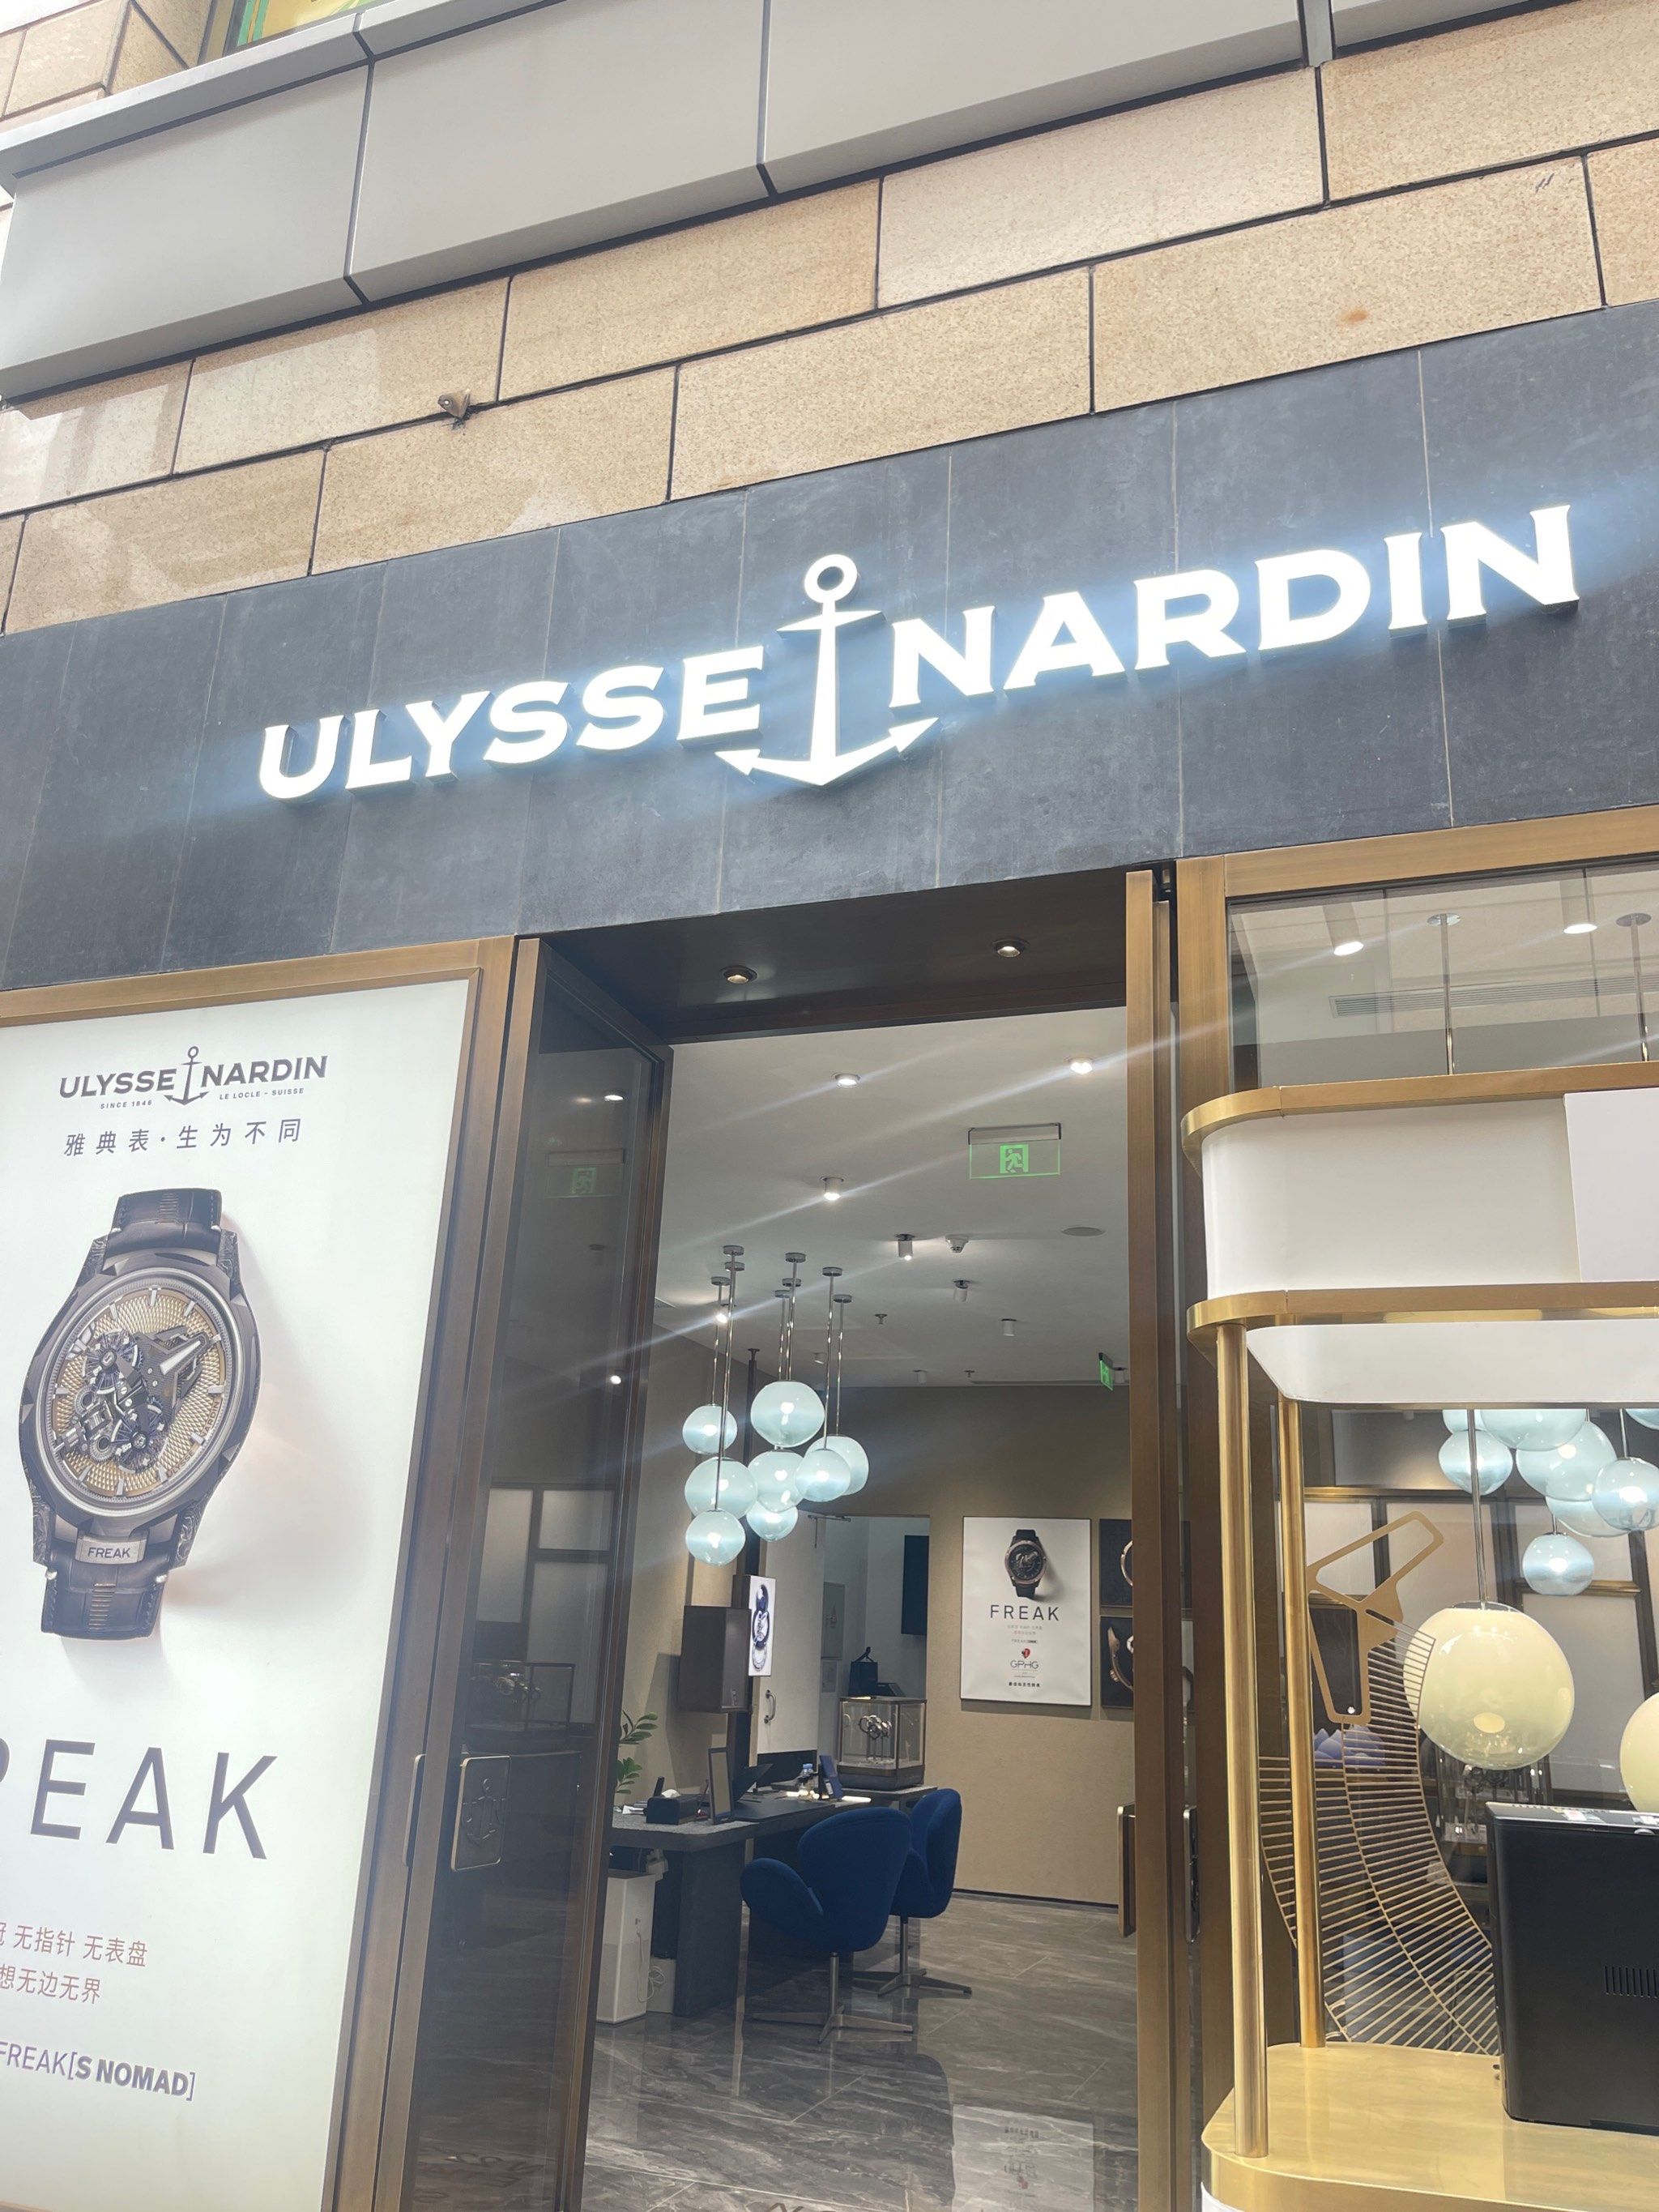 ULYSSE NARDIN
ULYSSE NARDIN
SINCE 1846 LE LOCLE - SUISSE
雅典表·生为不同
FREAK
REAK
无指针 无表盘
想无边无界
FREAK[S NOMAD]
FREAK
GPHG